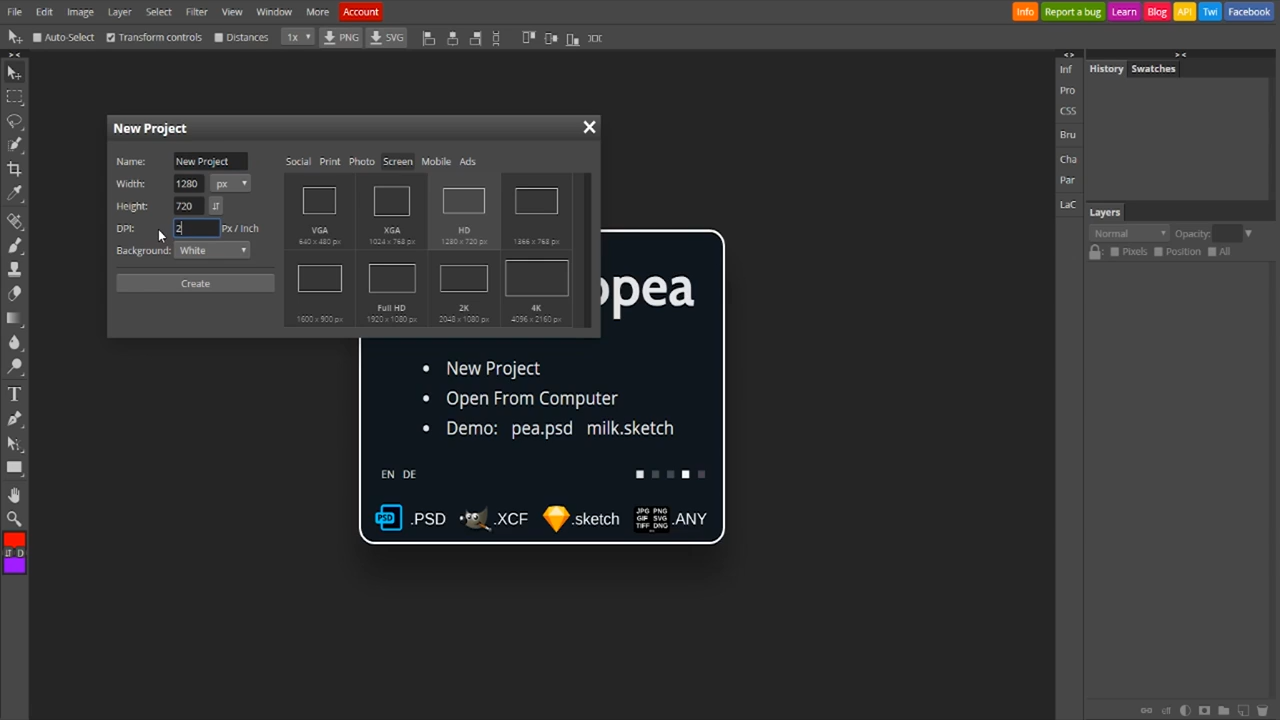 File Edit Image Layer Select Filter View Window More Account Info Report a bug Learn Blog API Twi Facebook
Auto-Select Transform controls Distances 1x PNG SVG
> < < > > <
New Project
Name: New Project
Width: 1280 px
Height: 720
DPI: 2 Px / Inch
Background: White
Create
Social Print Photo Screen Mobile Ads
VGA XGA HD
640 x 480 px 1024 x 768 px 1280 x 720 px 1366 x 768 px
Full HD 2K 4K
1600 x 900 px 1920 x 1080 px 2048 x 1080 px 4096 x 2160 px
opea
• New Project
• Open From Computer
• Demo: pea.psd milk.sketch
EN DE
PSD .PSD .XCF .sketch JPG PNG GIF SVG TIFF DNG .ANY
Inf
Pro
CSS
Bru
Cha
Par
LaC
History Swatches
Layers
Normal Opacity:
Pixels Position All
T
D
eff